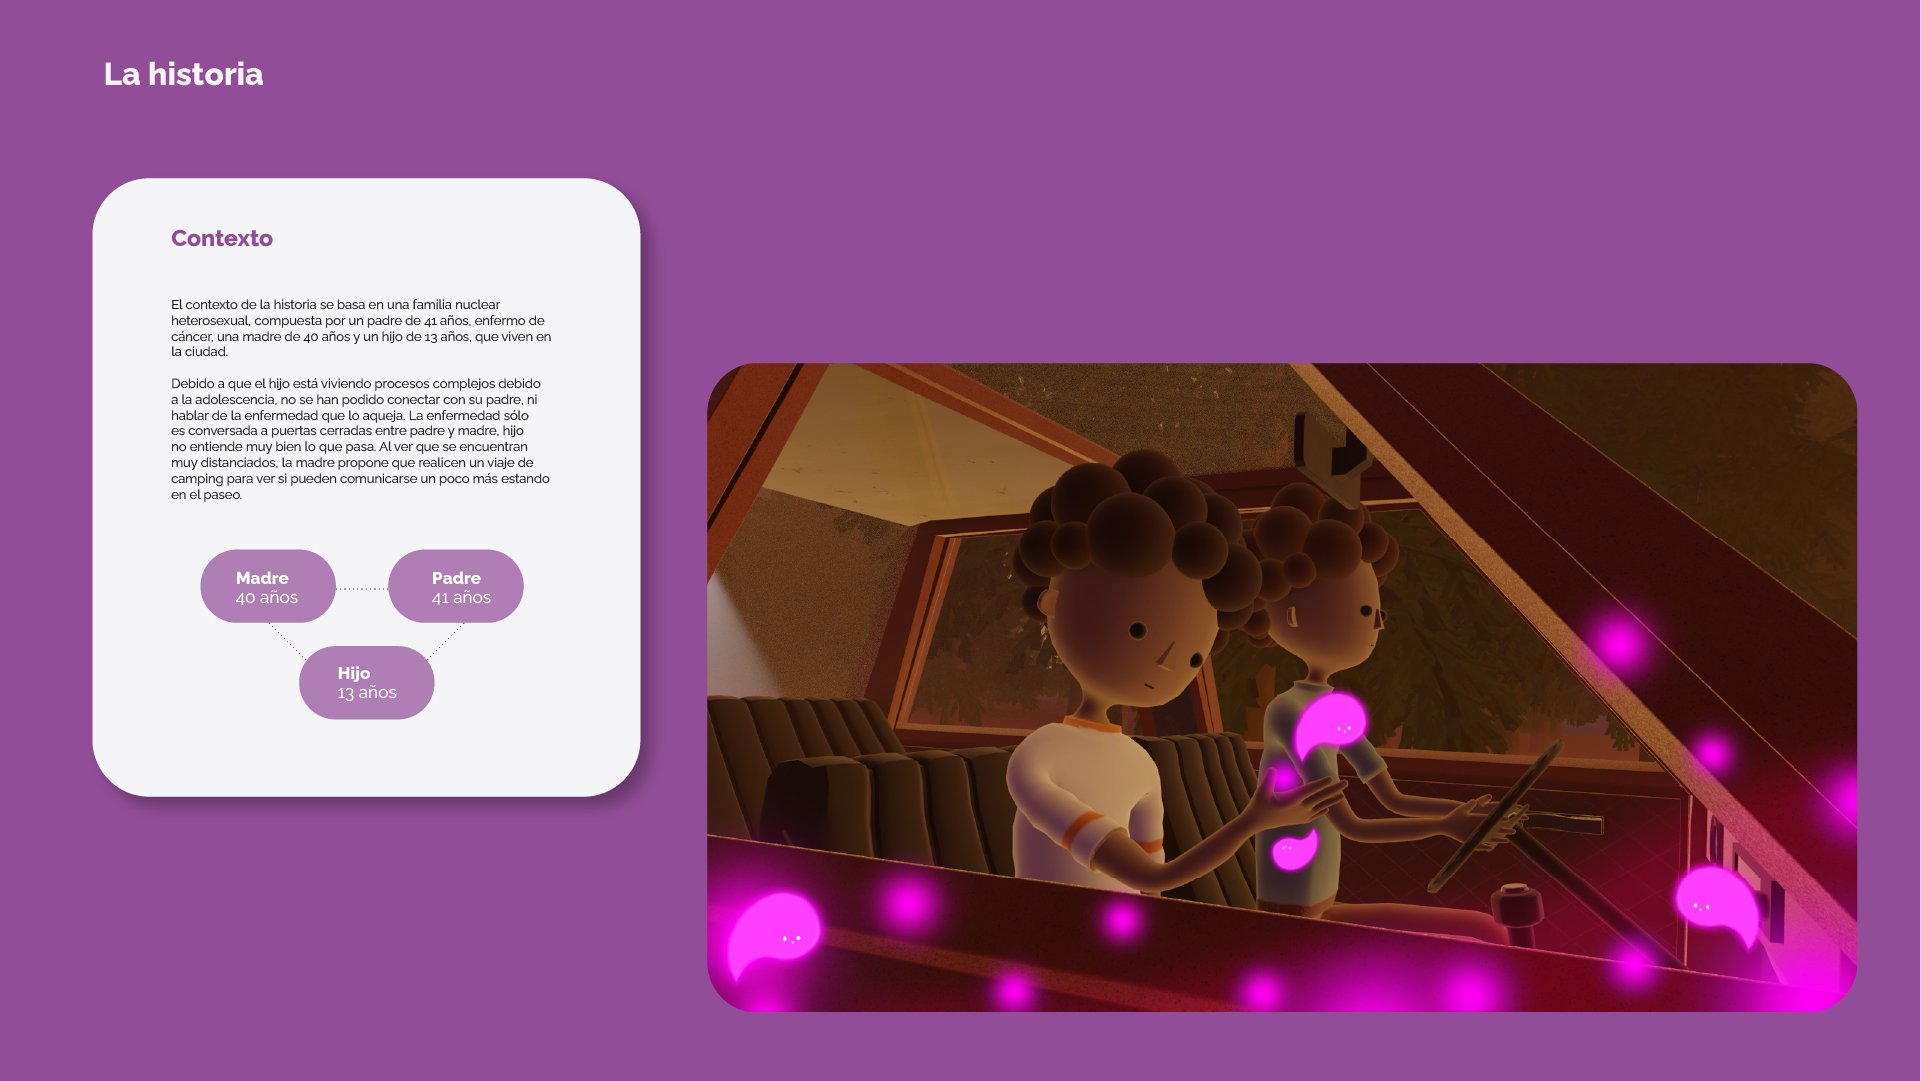 La historia
Contexto
El contexto de la historia se basa en una familia nuclear
heterosexual, compuesta por un padre de 41 años, enfermo de
cáncer, una madre de 40 años y un hijo de 13 años, que viven en
la ciudad.
Debido a que el hijo está viviendo procesos complejos debido
a la adolescencia, no se han podido conectar con su padre, ni
hablar de la enfermedad que lo aqueja. La enfermedad sólo
es conversada a puertas cerradas entre padre y madre, hijo
no entiende muy bien lo que pasa. Al ver que se encuentran
muy distanciados, la madre propone que realicen un viaje de
camping para ver si pueden comunicarse un poco más estando
en el paseo.
Madre
40 años
Padre
41 años
Hijo
13 años